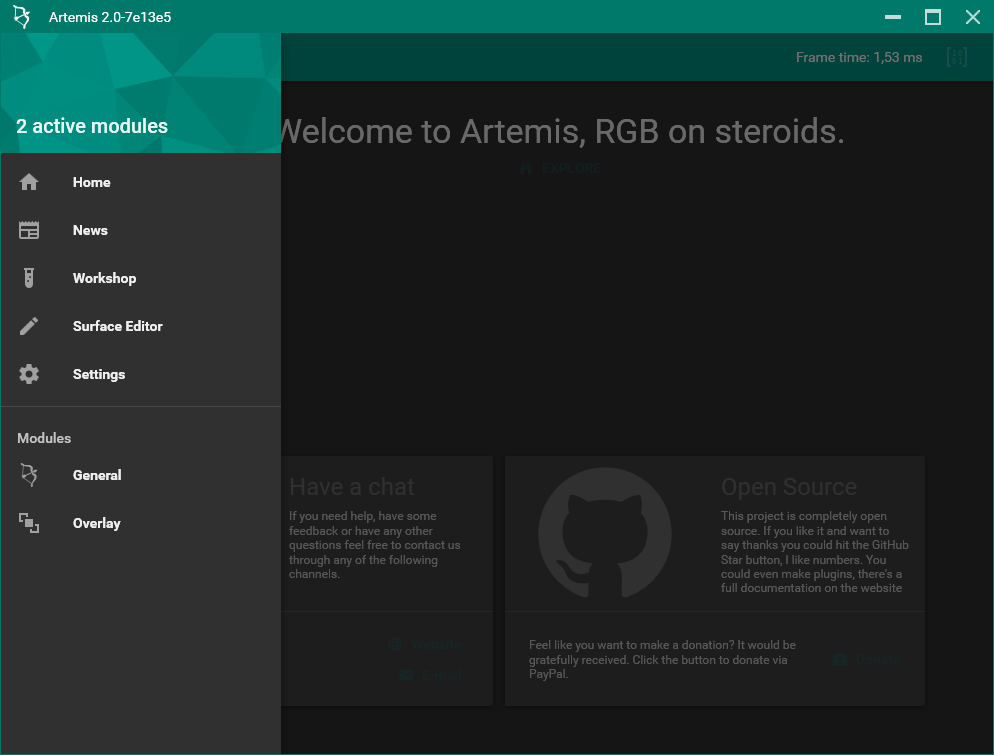 Artemis 2.0-7e13e5
Frame time: 1,53 ms
2 active modules
Home
News
Workshop
Surface Editor
Settings
Modules
General
Overlay
Welcome to Artemis, RGB on steroids.
EXPLORE
Have a chat
If you need help, have some
feedback or have any other
questions feel free to contact us
through any of the following
channels.
Website
E-mail
Open Source
This project is completely open
source. If you like it and want to
say thanks you could hit the GitHub
Star button, I like numbers. You
could even make plugins, there's a
full documentation on the website
Feel like you want to make a donation? It would be
gratefully received. Click the button to donate via
PayPal.
Donate